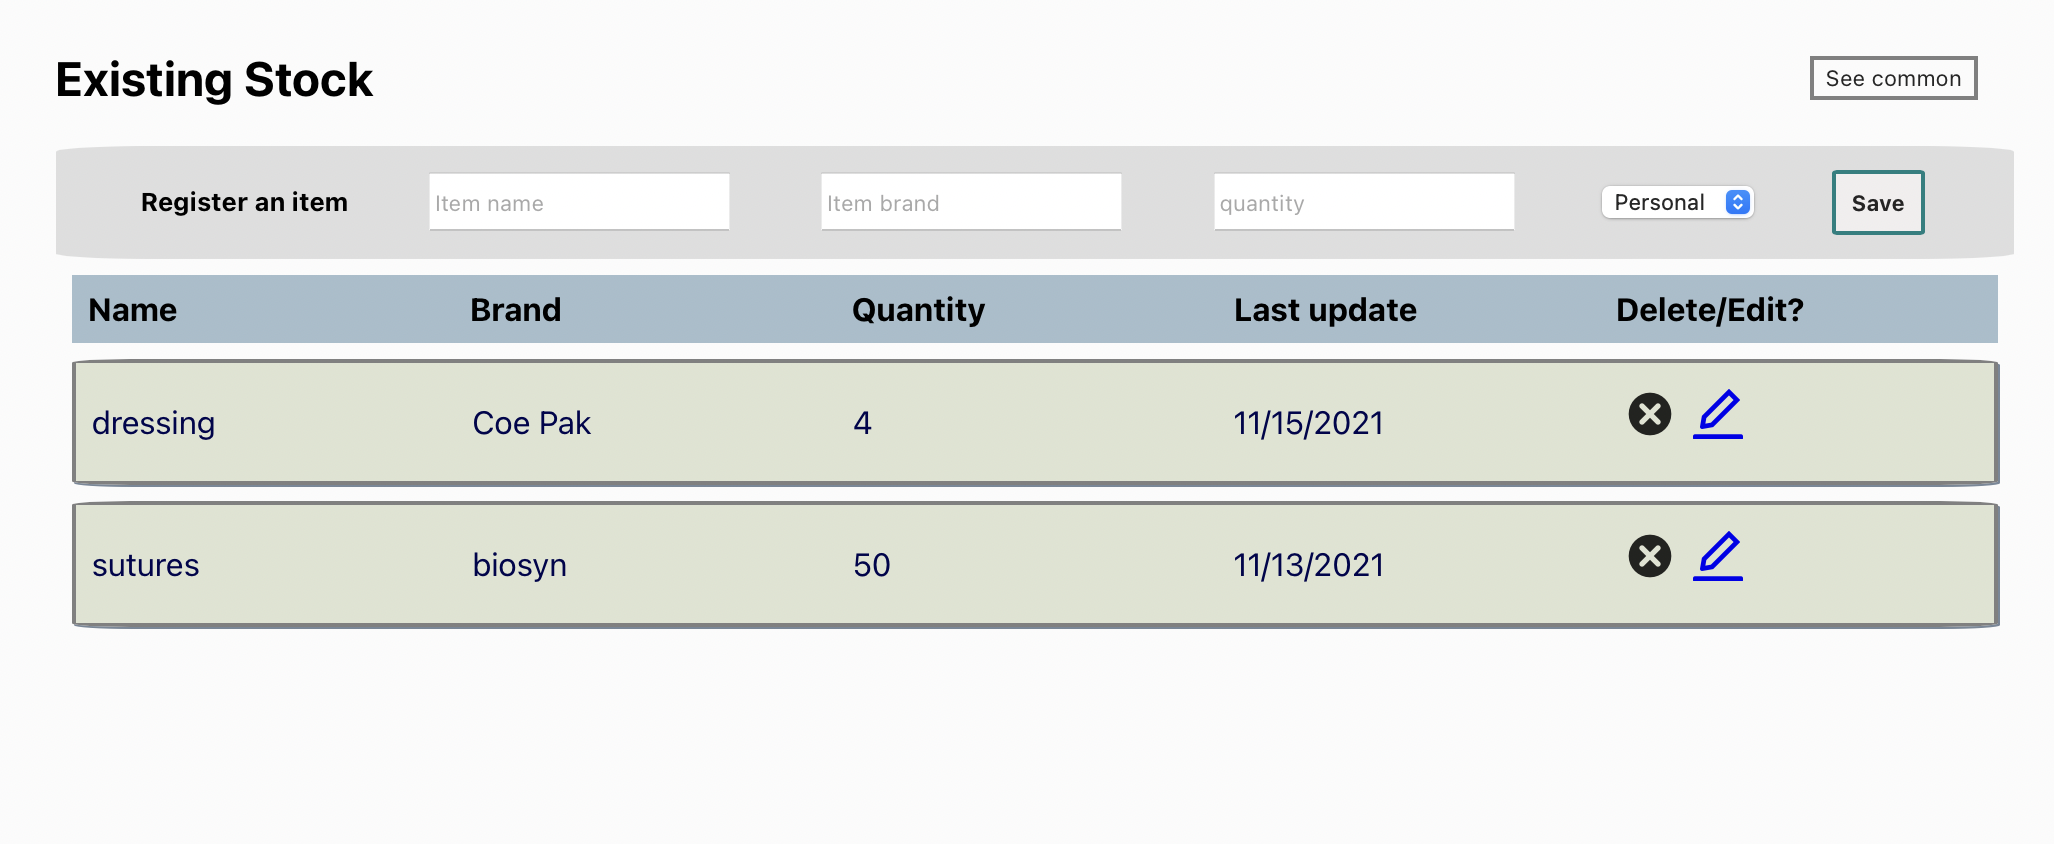 Existing Stock
See common
Register an item Item name Item brand quantity Personal Save
Name Brand Quantity Last update Delete/Edit?
dressing Coe Pak 4 11/15/2021
sutures biosyn 50 11/13/2021